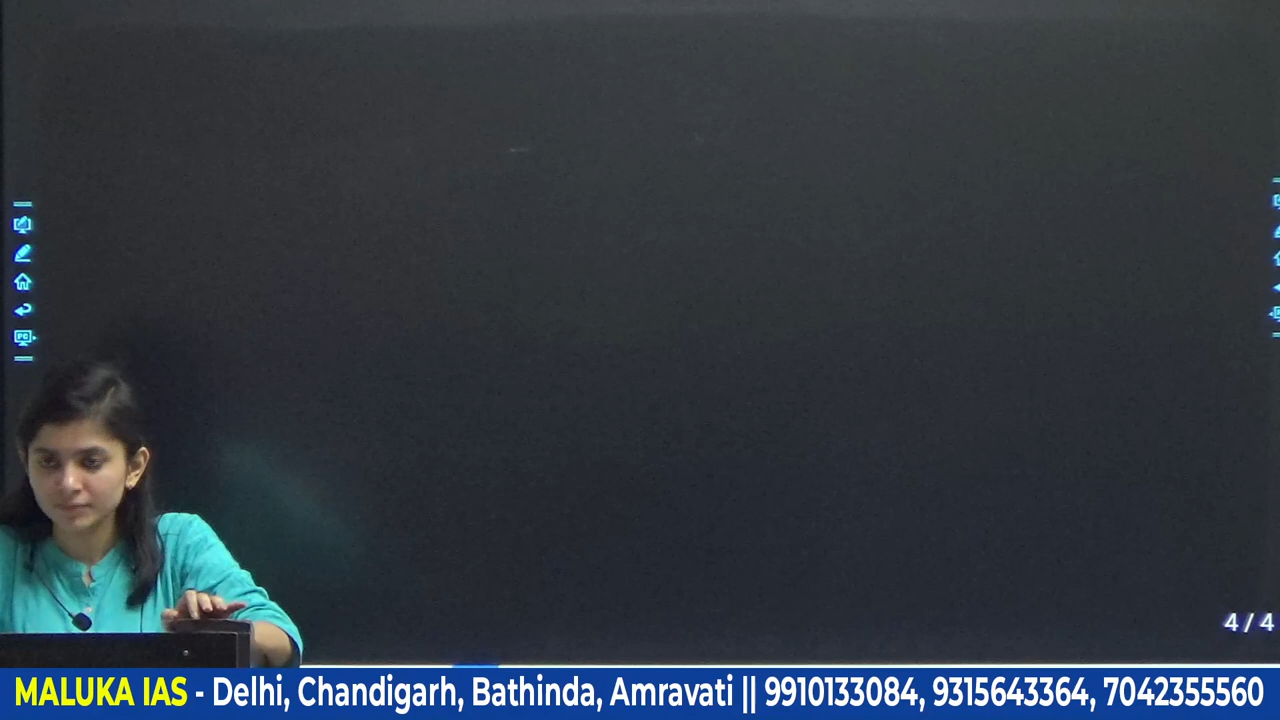 4 / 4
MALUKA IAS - Delhi, Chandigarh, Bathinda, Amravati || 9910133084, 9315643364, 7042355560